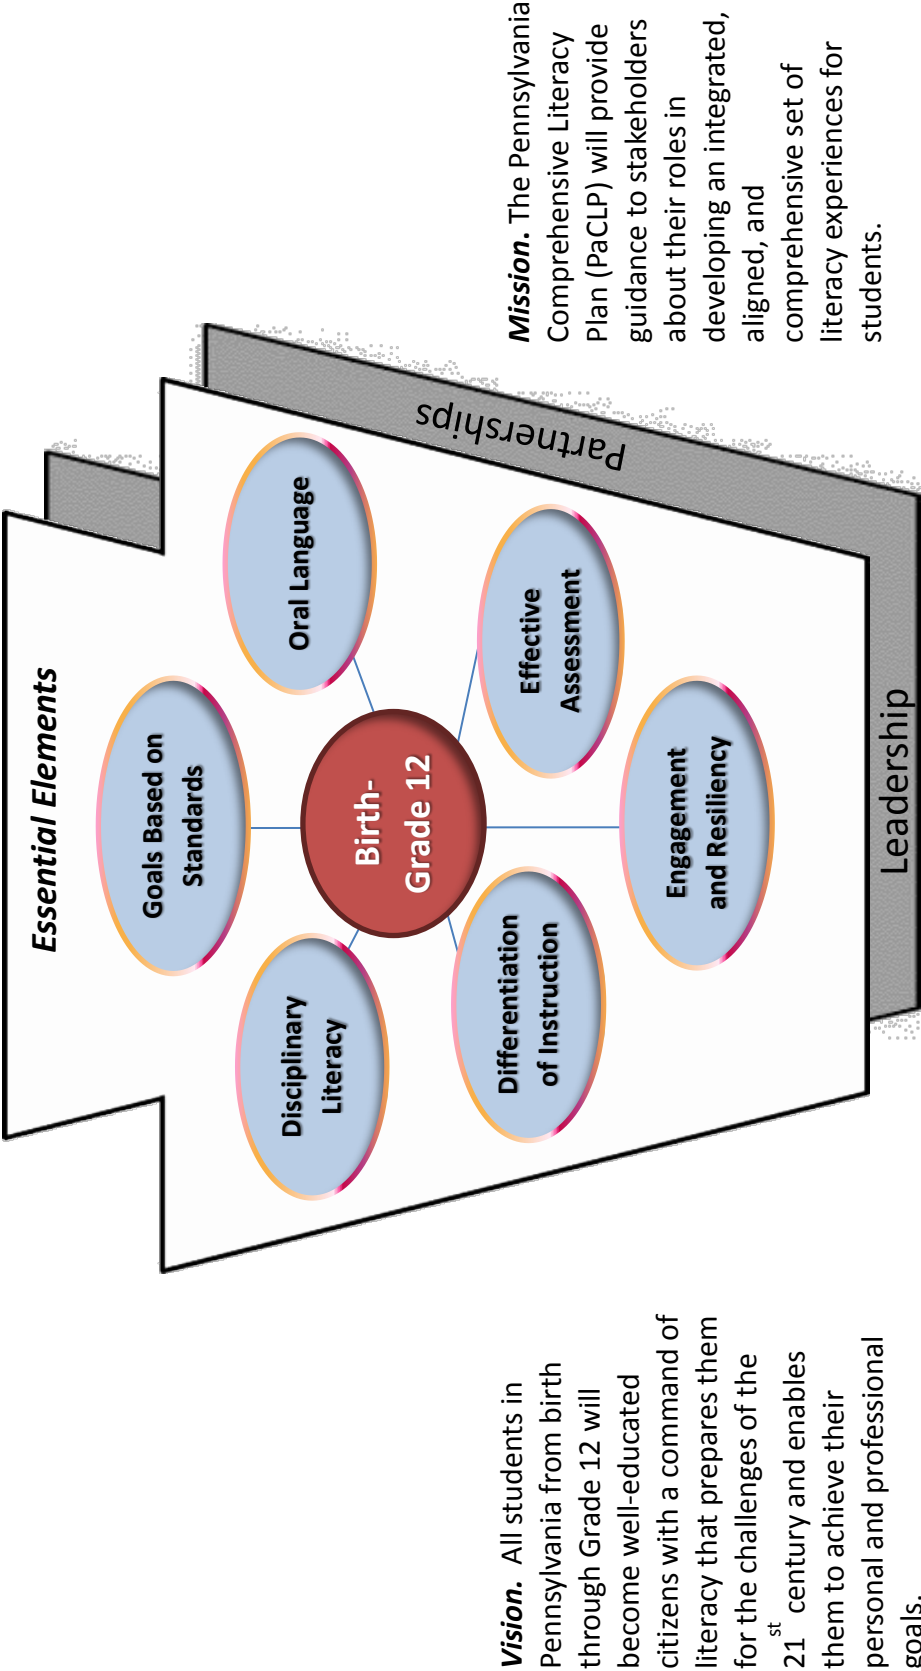 Essential Elements
Goals Based on
Standards
Disciplinary
Literacy
Oral Language
Birth-
Grade 12
Differentiation
of Instruction
Effective
Assessment
Engagement
and Resiliency
Partnerships
Leadership
Vision. All students in
Pennsylvania from birth
through Grade 12 will
become well-educated
citizens with a command of
literacy that prepares them
for the challenges of the
21st century and enables
them to achieve their
personal and professional
goals.
Mission. The Pennsylvania
Comprehensive Literacy
Plan (PaCLP) will provide
guidance to stakeholders
about their roles in
developing an integrated,
aligned, and
comprehensive set of
literacy experiences for
students.